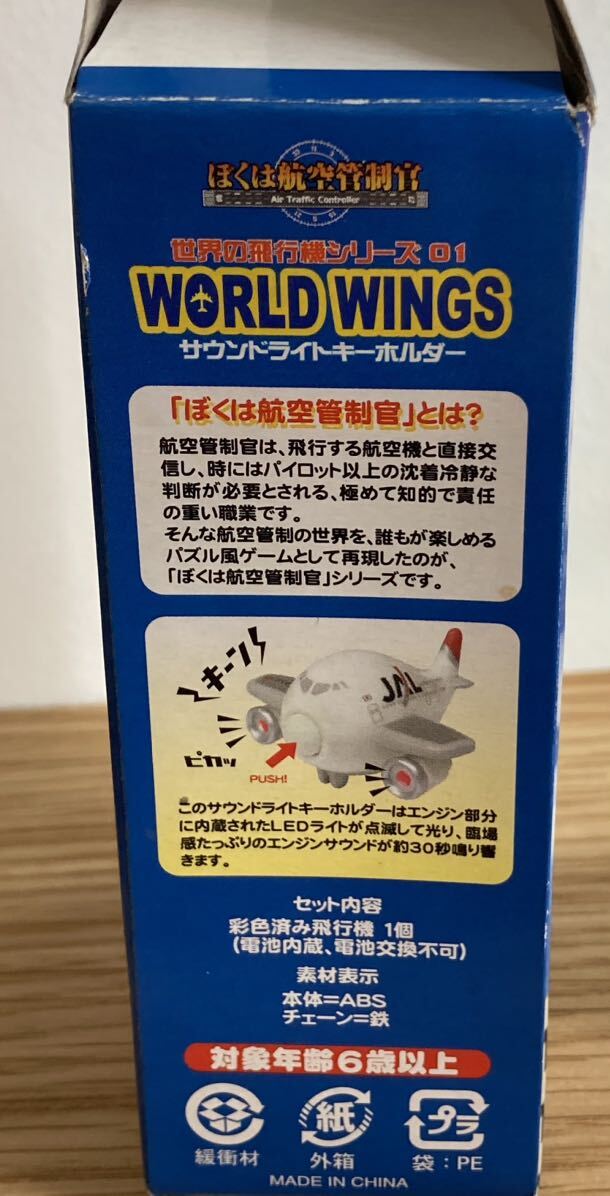 ぼくは航空管制官
Air Traffic Controller
世界の飛行機シリーズ 01
WORLD WINGS
サウンドライトキーホルダー
「ぼくは航空管制官」とは?
航空管制官は、飛行する航空機と直接交
信し、時にはパイロット以上の沈着冷静な
判断が必要とされる、極めて知的で責任
の重い職業です。
そんな航空管制の世界を、誰もが楽しめる
パズル風ゲームとして再現したのが、
「ぼくは航空管制官」シリーズです。
キーン
JAL
ピカッ
PUSH!
このサウンドライトキーホルダーはエンジン部分
に内蔵されたLEDライトが点滅して光り、臨場
感たっぷりのエンジンサウンドが約30秒鳴り響
きます。
セット内容
彩色済み飛行機 1個
(電池内蔵、電池交換不可)
素材表示
本体=ABS
チェーン=鉄
対象年齢6歳以上
紙
プラ
緩衝材
外箱
袋:PE
MADE IN CHINA